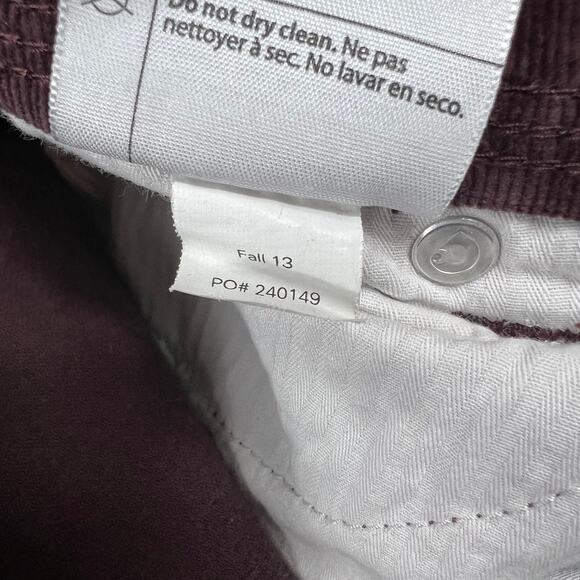 Do not dry clean. Ne pas
nettoyer à sec. No lavar en seco.
Fall 13
PO# 240149